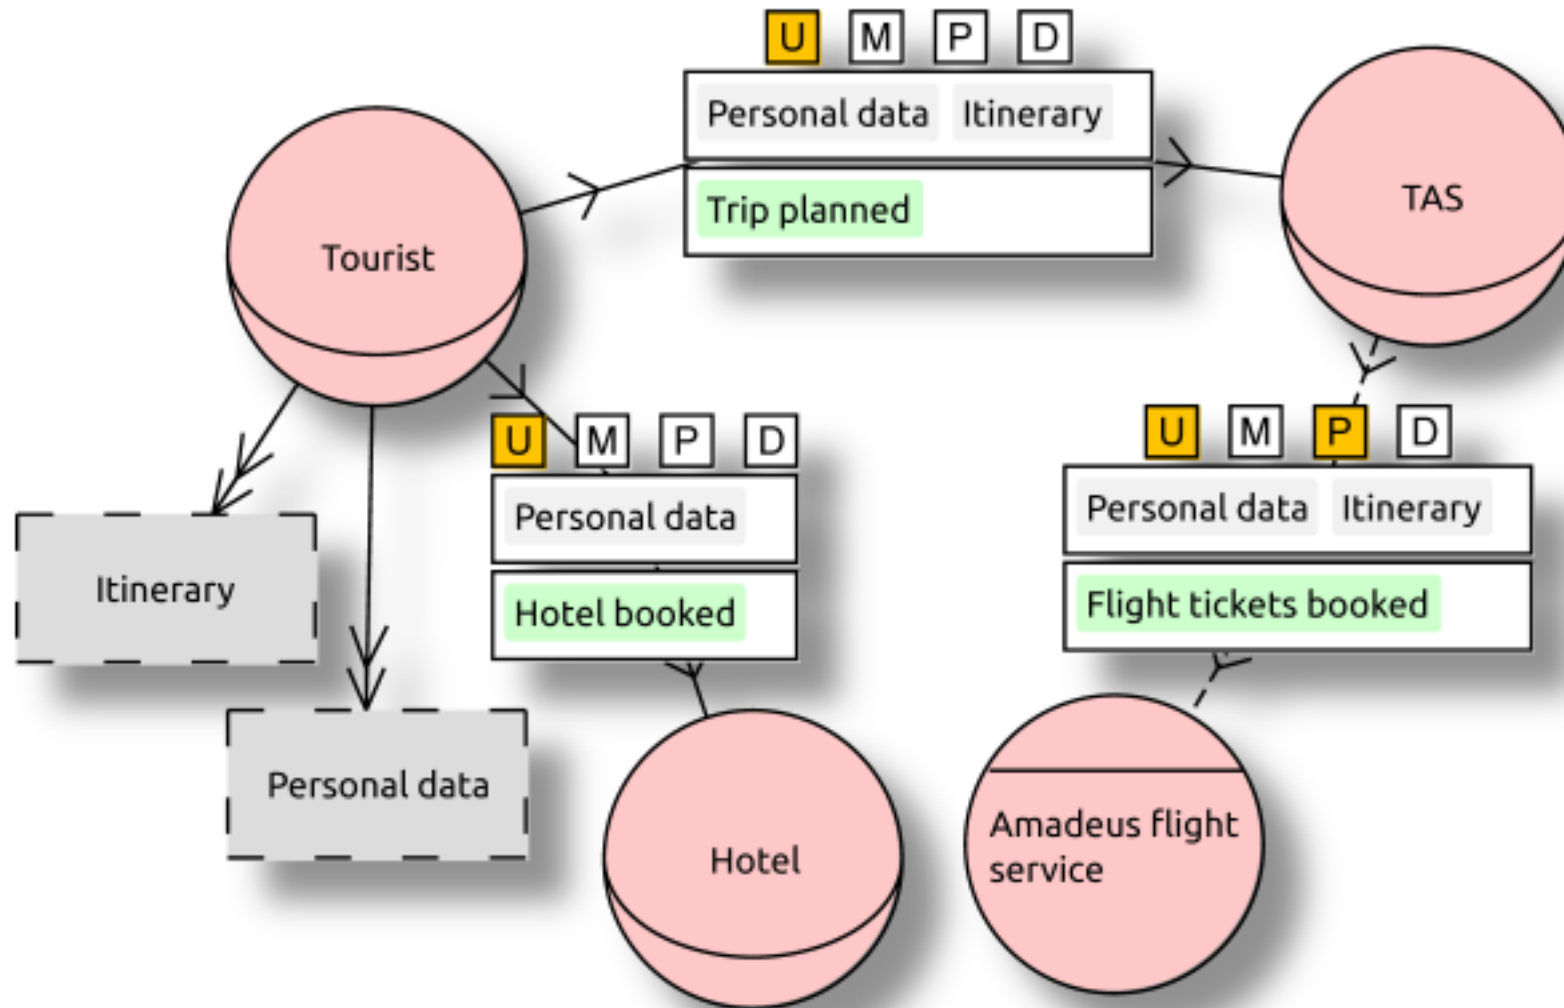 U M P D
Personal data Itinerary
Trip planned
TAS
Tourist
U M P D
Personal data
Hotel booked
U M P D
Personal data Itinerary
Flight tickets booked
Itinerary
Personal data
Hotel
Amadeus flight
service